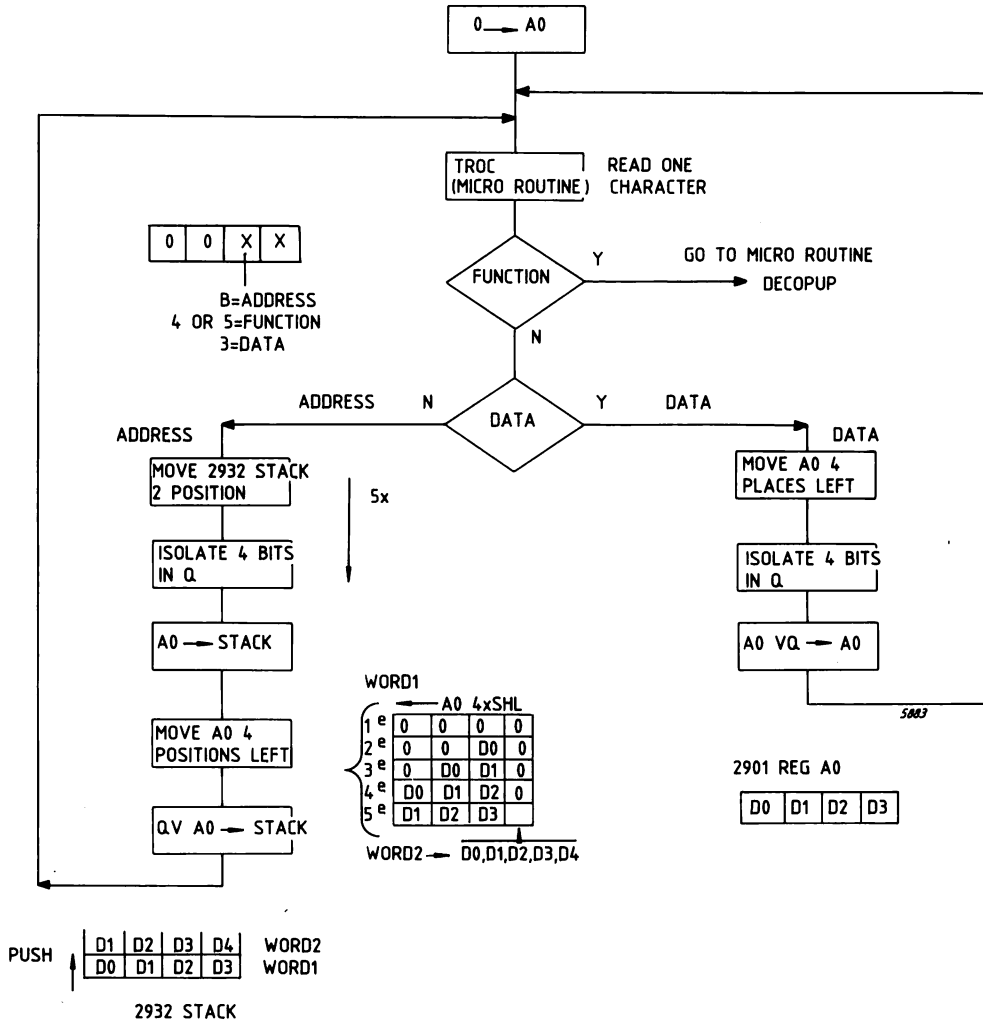 0 → A0
TROC
(MICRO ROUTINE)
READ ONE
CHARACTER
0 0 X X
B=ADDRESS
4 OR 5=FUNCTION
3=DATA
FUNCTION
Y
GO TO MICRO ROUTINE
DECOPUP
N
DATA
ADDRESS N
Y DATA
ADDRESS
MOVE 2932 STACK
2 POSITION
5x
ISOLATE 4 BITS
IN Q
A0 → STACK
MOVE A0 4
POSITIONS LEFT
QV A0 → STACK
DATA
MOVE A0 4
PLACES LEFT
ISOLATE 4 BITS
IN Q
A0 VQ → A0
5883
WORD1
← A0 4xSHL
1e 0 0 0 0
2e 0 0 D0 0
3e 0 D0 D1 0
4e D0 D1 D2 0
5e D1 D2 D3
WORD2 → D0,D1,D2,D3,D4
2901 REG A0
D0 D1 D2 D3
PUSH
D1 D2 D3 D4 WORD2
D0 D1 D2 D3 WORD1
2932 STACK